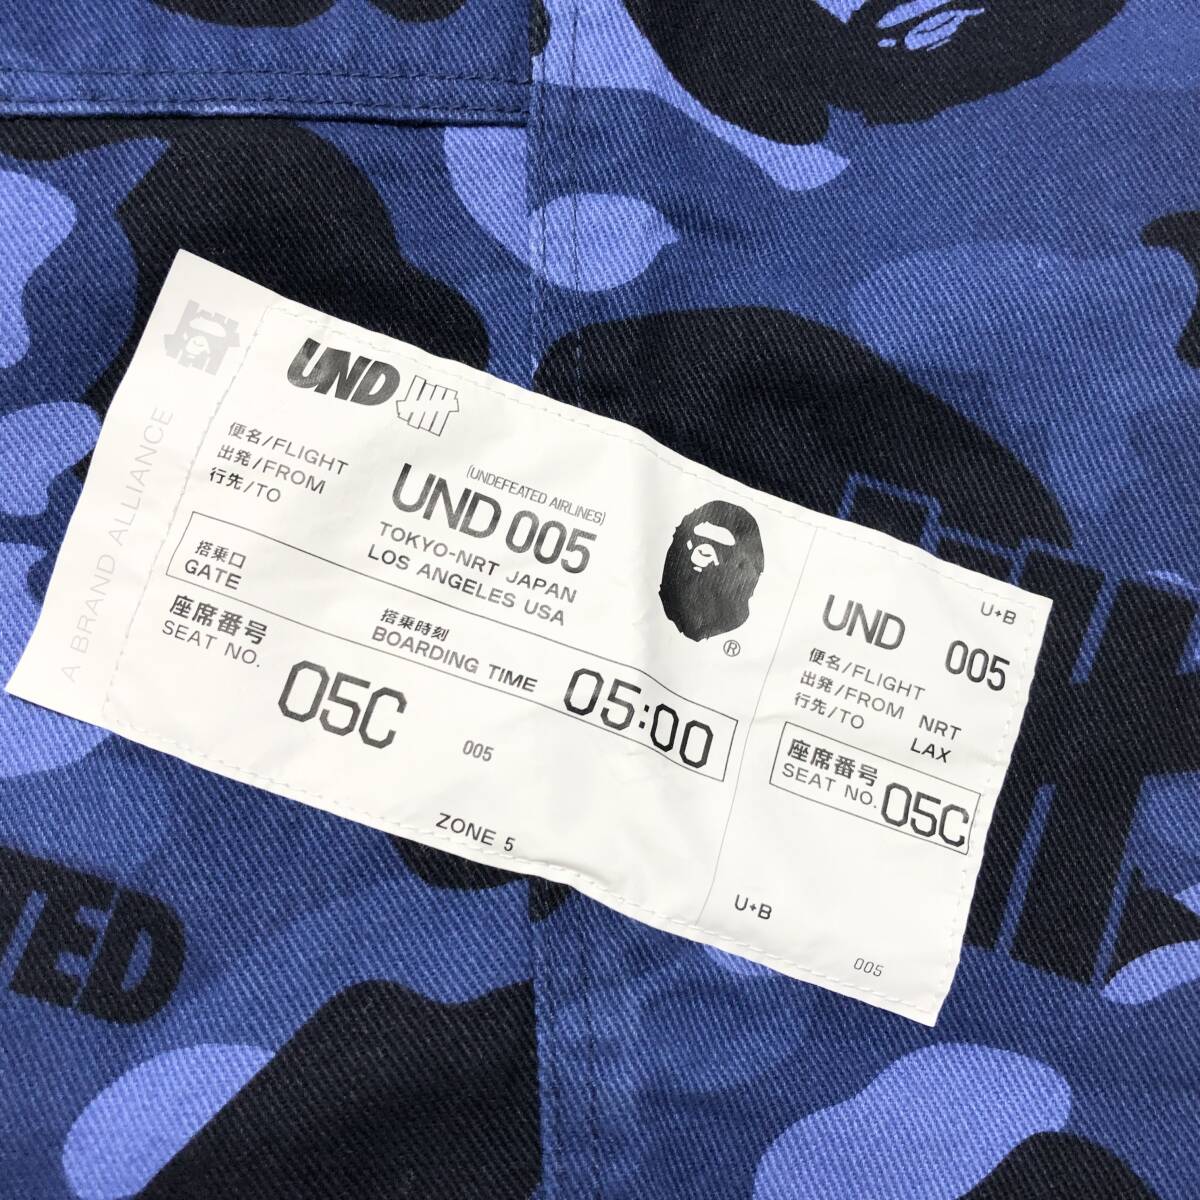 A BRAND ALLIANCE
UND
便名/FLIGHT
出発/FROM
行先/TO
(UNDEFEATED AIRLINES)
UND 005
TOKYO-NRT JAPAN
LOS ANGELES USA
搭乗口
GATE
搭乗時刻
BOARDING TIME
05:00
座席番号
SEAT NO.
05C
005
ZONE 5
®
U+B
UND 005
便名/FLIGHT
出発/FROM NRT
行先/TO LAX
座席番号
SEAT NO. 05C
U+B
005
TED